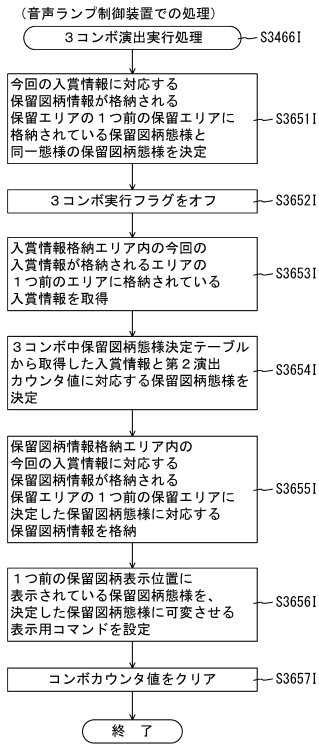 (音声ランプ制御装置での処理)
3コンボ演出実行処理
S3466I
今回の入賞情報に対応する
保留図柄情報が格納される
保留エリアの1つ前の保留エリアに
格納されている保留図柄態様と
同一態様の保留図柄態様を決定
S3651I
3コンボ実行フラグをオフ
S3652I
入賞情報格納エリア内の今回の
入賞情報が格納されるエリアの
1つ前のエリアに格納されている
入賞情報を取得
S3653I
3コンボ中保留図柄態様決定テーブル
から取得した入賞情報と第2演出
カウンタ値に対応する保留図柄態様を
決定
S3654I
保留図柄情報格納エリア内の
今回の入賞情報に対応する
保留図柄情報が格納される
保留エリアの1つ前の保留エリアに
決定した保留図柄態様に対応する
保留図柄情報を格納
S3655I
1つ前の保留図柄表示位置に
表示されている保留図柄態様を、
決定した保留図柄態様に可変させる
表示用コマンドを設定
S3656I
コンボカウンタ値をクリア
S3657I
終 了